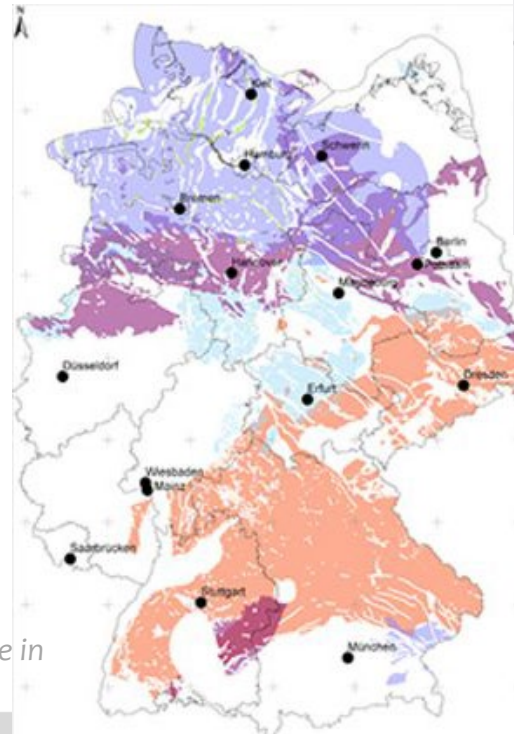 N
Kiel
Schwerin
Hamburg
Bremen
Berlin
Potsdam
Hannover
Magdeburg
Düsseldorf
Dresden
Erfurt
Wiesbaden
Mainz
Saarbrücken
Stuttgart
e in
München